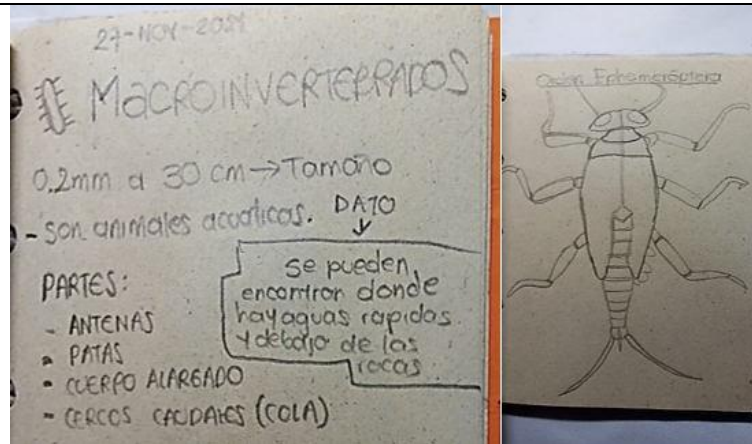 27-NOV-2021
MACROINVERTEBRADOS
0.2mm a 30 cm → Tamaño
- son animales acuaticos.
DATO
Se pueden
encontrar donde
hay aguas rapidas
y debajo de las
rocas
PARTES:
- ANTENAS
- PATAS
- CUERPO ALARGADO
- CERCOS CAUDALES (COLA)
Orden Ephemeróptera